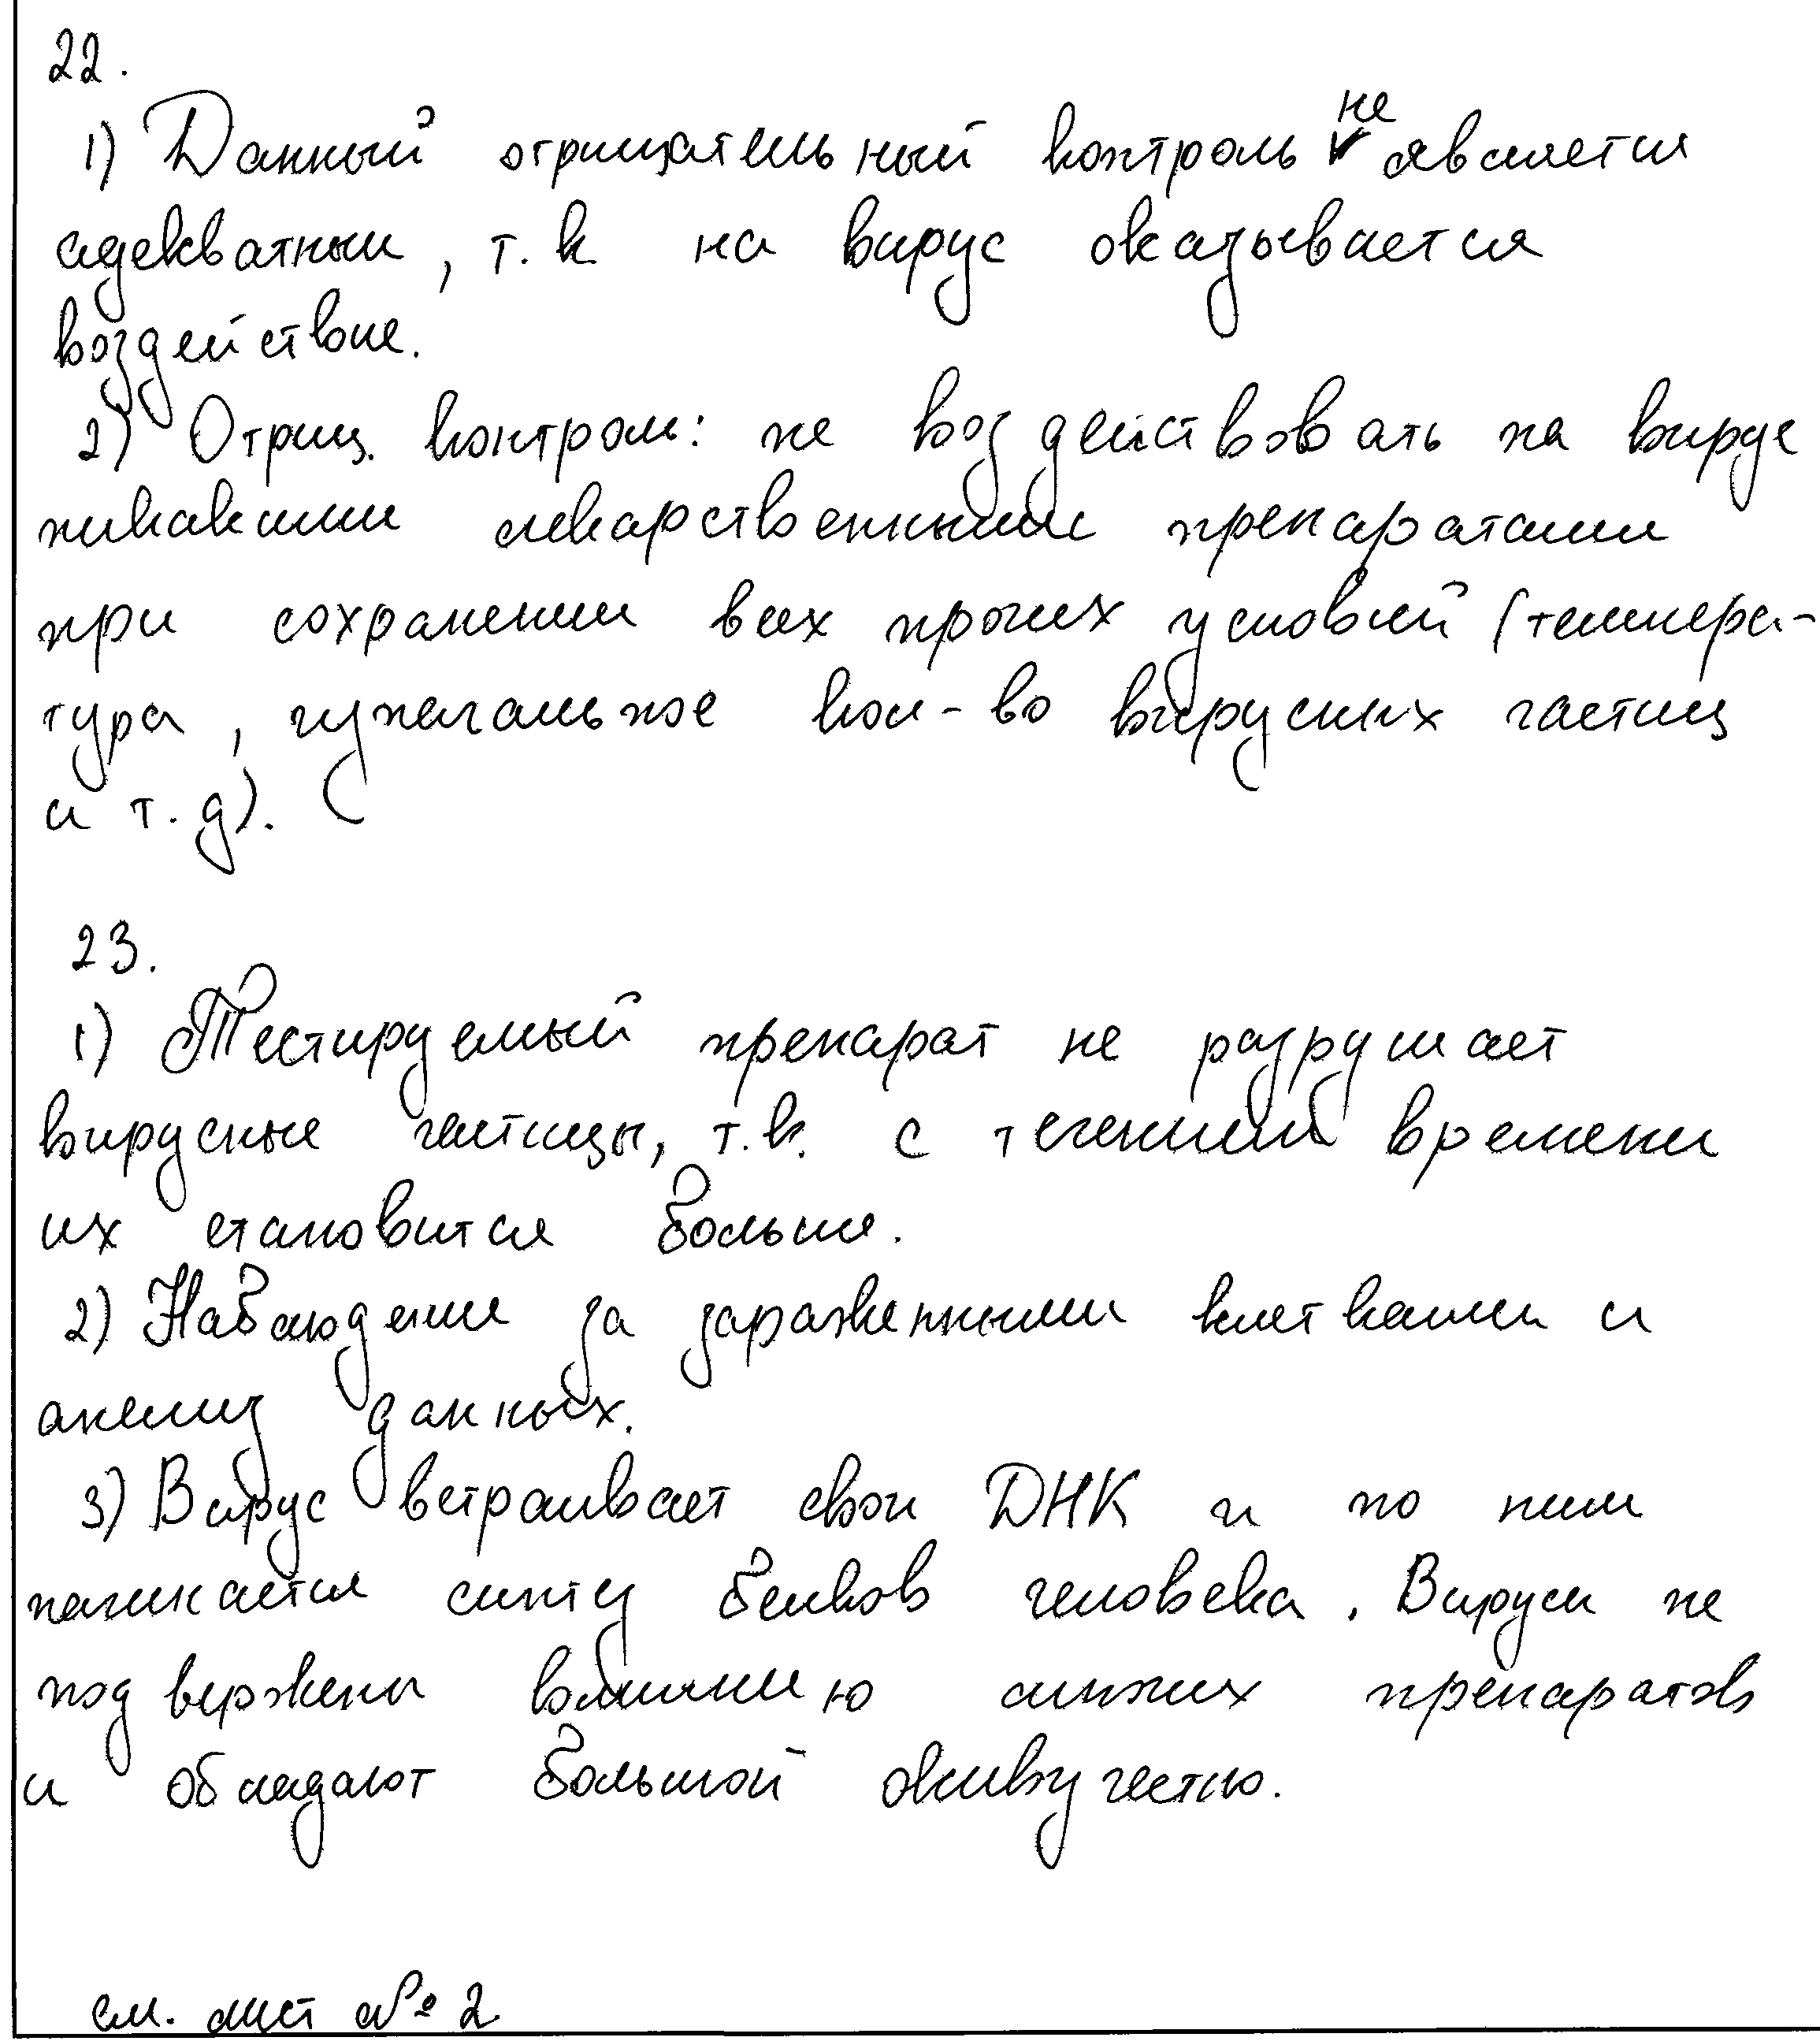 22.
1) Данный отрицательный контроль не является
адекватным, т.к на вирус оказывается
воздействие.
2) Отриц. контроль: не воздействовать на вирус
никакими лекарственными препаратами
при сохранении всех прочих условий (темпера-
тура, изначальное кол-во вирусных частиц
и т.д).
23.
1) Тестируемый препарат не разрушает
вирусные частицы, т.к. с течением времени
их становится больше.
2) Наблюдение за зараженными клетками и
анализ данных.
3) Вирус встраивает свои ДНК и по ним
начинается синтез белков человека. Вирусы не
подвержены влиянию препаратов
и обладают большой живучестью.
см. лист № 2